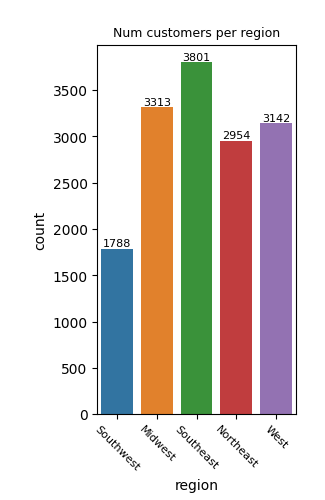 Num customers per region
3801
3313
3142
2954
1788
3500
3000
2500
2000
1500
1000
500
0
count
Southwest
Midwest
Southeast
Northeast
West
region